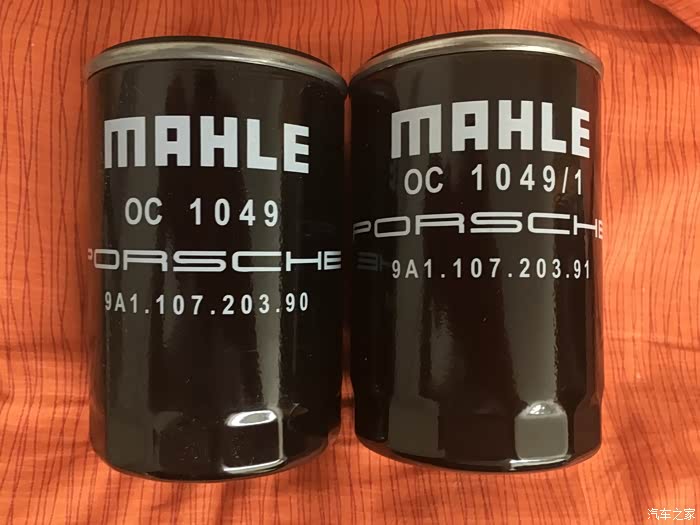 MAHLE
OC 1049
PORSCHE
9A1.107.203.90
MAHLE
OC 1049/1
PORSCHE
9A1.107.203.91
汽车之家